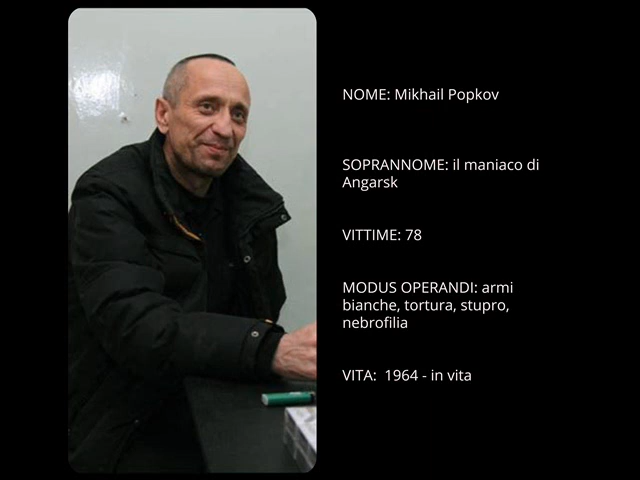 NOME: Mikhail Popkov
SOPRANNOME: il maniaco di
Angarsk
VITTIME: 78
MODUS OPERANDI: armi
bianche, tortura, stupro,
nebrofilia
VITA:  1964 - in vita